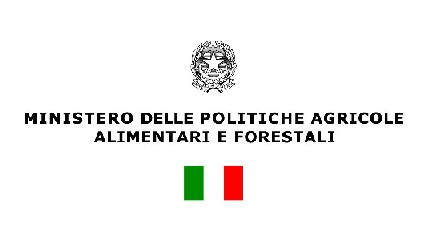 MINISTERO DELLE POLITICHE AGRICOLE
ALIMENTARI E FORESTALI